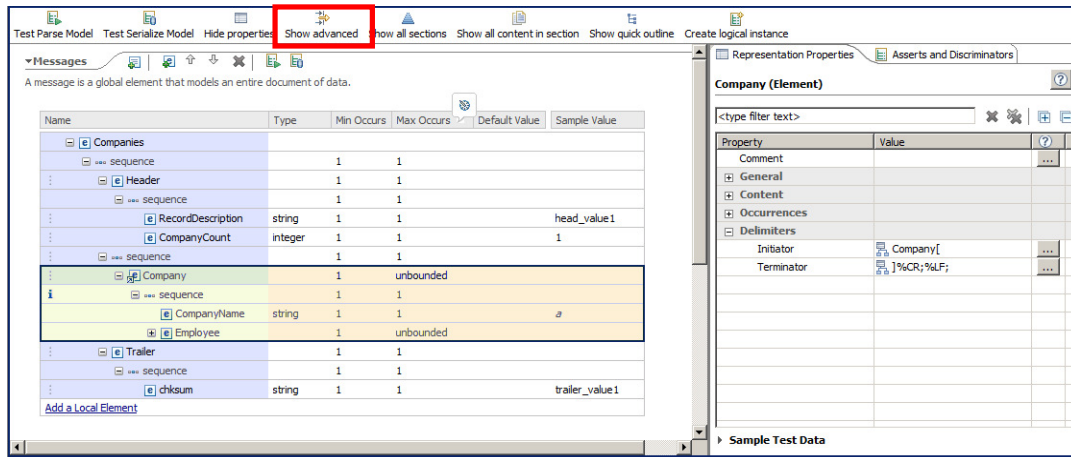 Test Parse Model Test Serialize Model Hide properties Show advanced Show all sections Show all content in section Show quick outline Create logical instance
Messages
A message is a global element that models an entire document of data.
Name Type Min Occurs Max Occurs Default Value Sample Value
e Companies
sequence 1 1
e Header 1 1
sequence 1 1
e RecordDescription string 1 1 head_value1
e CompanyCount integer 1 1 1
sequence 1 1
e Company 1 unbounded
i sequence 1 1
e CompanyName string 1 1 a
e Employee 1 unbounded
e Trailer 1 1
sequence 1 1
e chksum string 1 1 trailer_value1
Add a Local Element
Representation Properties Asserts and Discriminators
Company (Element)
<type filter text>
Property Value
Comment ...
General
Content
Occurrences
Delimiters
Initiator Company[ ...
Terminator ]%CR;%LF; ...
Sample Test Data